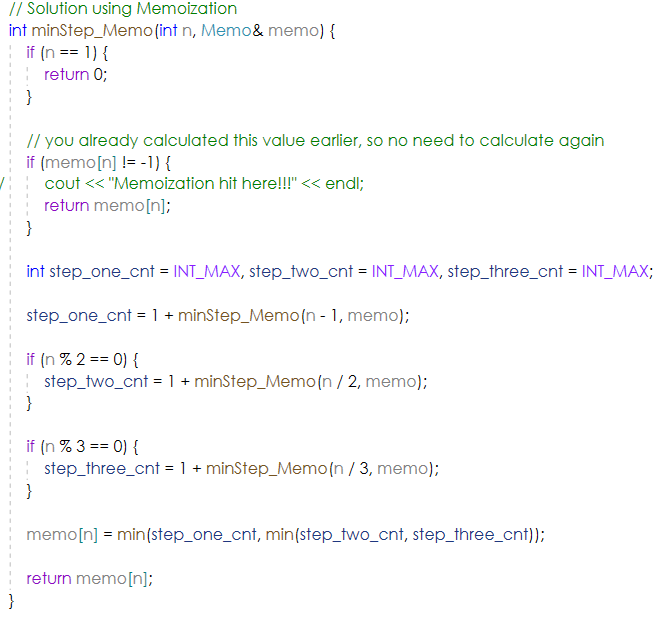 // Solution using Memoization
int minStep_Memo(int n, Memo& memo) {
if (n == 1) {
return 0;
}
// you already calculated this value earlier, so no need to calculate again
if (memo[n] != -1) {
/ cout << "Memoization hit here!!!" << endl;
return memo[n];
}
int step_one_cnt = INT_MAX, step_two_cnt = INT_MAX, step_three_cnt = INT_MAX;
step_one_cnt = 1 + minStep_Memo(n - 1, memo);
if (n % 2 == 0) {
step_two_cnt = 1 + minStep_Memo(n / 2, memo);
}
if (n % 3 == 0) {
step_three_cnt = 1 + minStep_Memo(n / 3, memo);
}
memo[n] = min(step_one_cnt, min(step_two_cnt, step_three_cnt));
return memo[n];
}